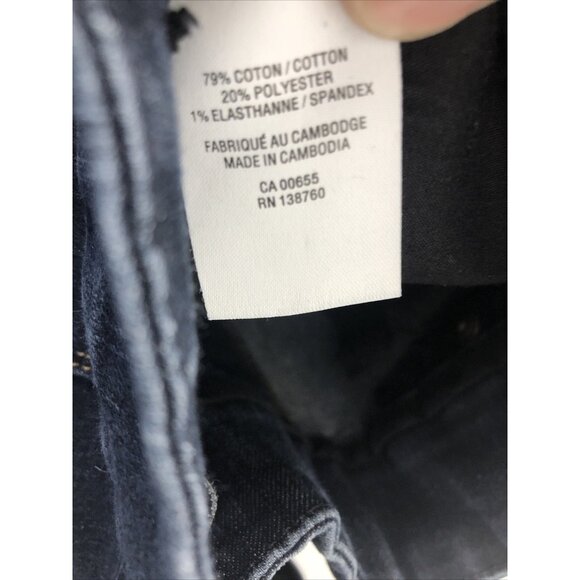 79% COTON / COTTON
20% POLYESTER
1% ELASTHANNE / SPANDEX
FABRIQUÉ AU CAMBODGE
MADE IN CAMBODIA
CA 00655
RN 138760